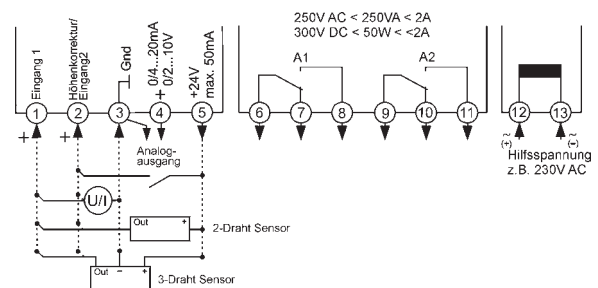 250V AC < 250VA < 2A
300V DC < 50W < <2A
Eingang 1
Höhenkorrektur/
Eingang2
Gnd
0/4...20mA
0/2...10V
+
+24V
max. 50mA
A1
A2
1 2 3 4 5 6 7 8 9 10 11 12 13
+ +
Analog-
ausgang
~ ~
(+) (-)
Hilfsspannung
z.B. 230V AC
U/I
Out +
2-Draht Sensor
Out - +
3-Draht Sensor